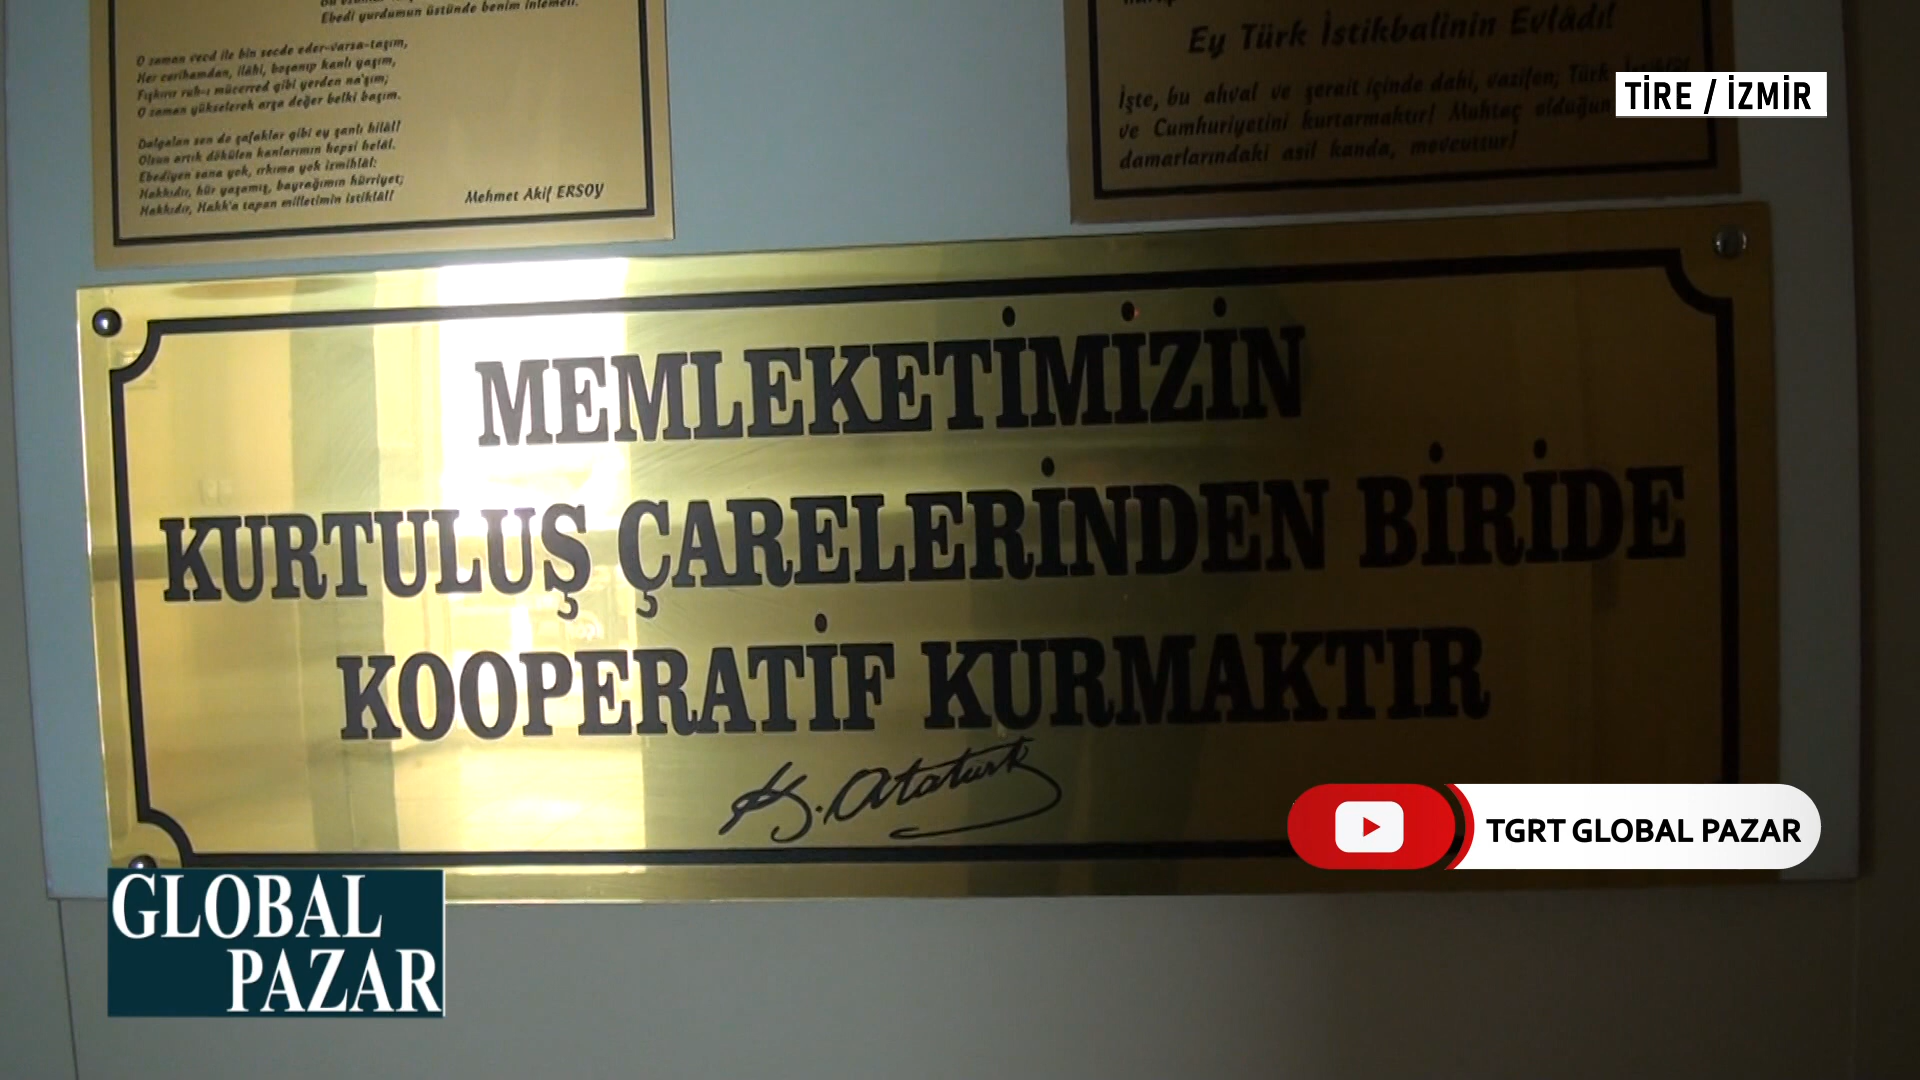 Ebedi yurdumun üstünde benim inlemeli.
O zaman vecd ile bin secde eder-varsa-taşım,
Her cerihamdan, ilâhi, boşanıp kanlı yaşım,
Fışkırır ruh-ı mücerred gibi yerden na'şım;
O zaman yükselerek arşa değer belki başım.
Dalgalan sen de şafaklar gibi ey şanlı hilâl!
Olsun artık dökülen kanlarımın hepsi helâl.
Ebediyen sana yok, ırkıma yok izmihlâl:
Hakkıdır, hür yaşamış, bayrağımın hürriyet;
Hakkıdır, Hakk'a tapan milletimin istiklâl!
Mehmet Akif ERSOY
Ey Türk İstikbalinin Evlâdı!
İşte, bu ahval ve şerait içinde dahi, vazifen; Türk
ve Cumhuriyetini kurtarmaktır! Muhtaç olduğun
damarlarındaki asil kanda, mevcuttur!
TİRE / İZMİR
MEMLEKETİMİZİN
KURTULUŞ ÇARELERİNDEN BİRİDE
KOOPERATİF KURMAKTIR
K. Atatürk
TGRT GLOBAL PAZAR
GLOBAL
PAZAR